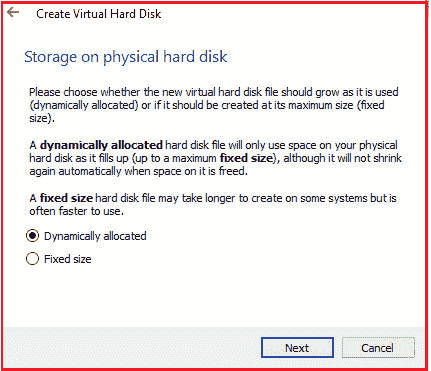 Create Virtual Hard Disk
Storage on physical hard disk
Please choose whether the new virtual hard disk file should grow as it is used
(dynamically allocated) or if it should be created at its maximum size (fixed
size).
A dynamically allocated hard disk file will only use space on your physical
hard disk as it fills up (up to a maximum fixed size), although it will not shrink
again automatically when space on it is freed.
A fixed size hard disk file may take longer to create on some systems but is
often faster to use.
Dynamically allocated
Fixed size
Next Cancel